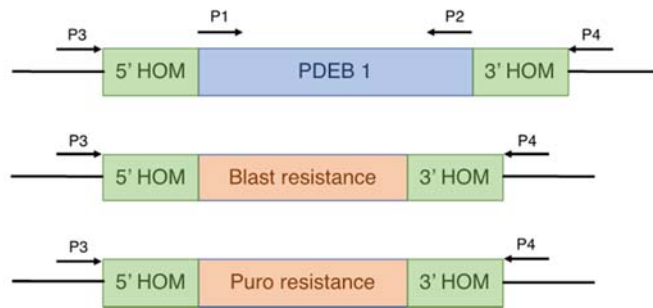 P1 P2
P3 P4
5' HOM PDEB 1 3' HOM
P3 P4
5' HOM Blast resistance 3' HOM
P3 P4
5' HOM Puro resistance 3' HOM